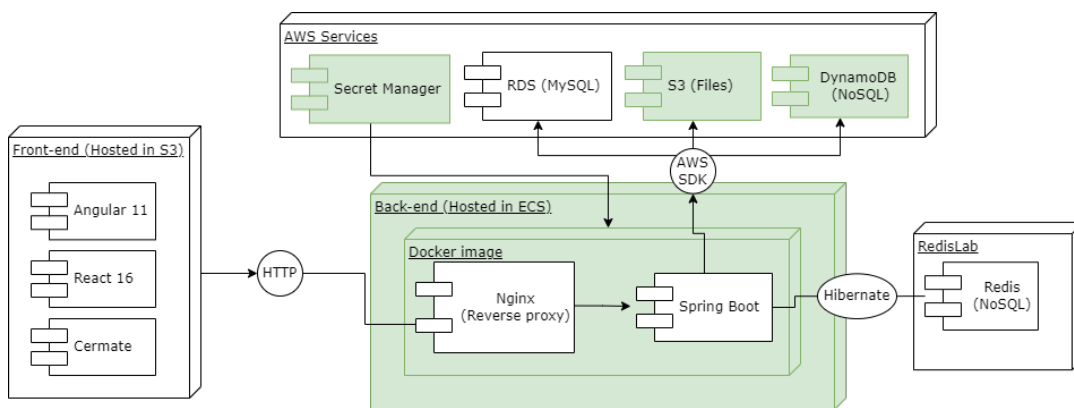 AWS Services
Secret Manager
RDS (MySQL)
S3 (Files)
DynamoDB
(NoSQL)
Front-end (Hosted in S3)
Angular 11
React 16
Cermate
HTTP
AWS
SDK
Back-end (Hosted in ECS)
Docker image
Nginx
(Reverse proxy)
Spring Boot
Hibernate
RedisLab
Redis
(NoSQL)